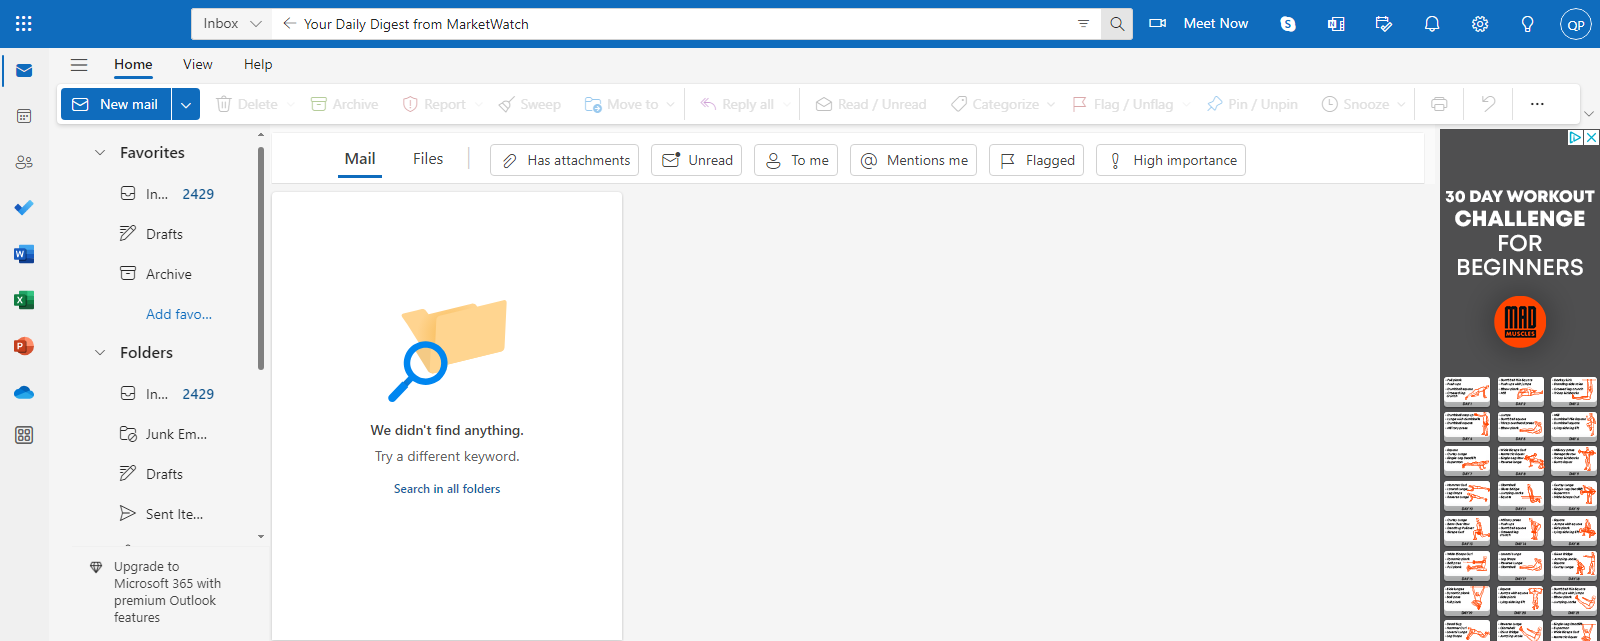 Inbox
Your Daily Digest from MarketWatch
Meet Now
QP
Home
View
Help
New mail
Delete
Archive
Report
Sweep
Move to
Reply all
Read / Unread
Categorize
Flag / Unflag
Pin / Unpin
Snooze
Favorites
In... 2429
Drafts
Archive
Add favo...
Folders
In... 2429
Junk Em...
Drafts
Sent Ite...
Upgrade to
Microsoft 365 with
premium Outlook
features
Mail
Files
Has attachments
Unread
To me
Mentions me
Flagged
High importance
We didn't find anything.
Try a different keyword.
Search in all folders
30 DAY WORKOUT
CHALLENGE
FOR
BEGINNERS
MAD
MUSCLES